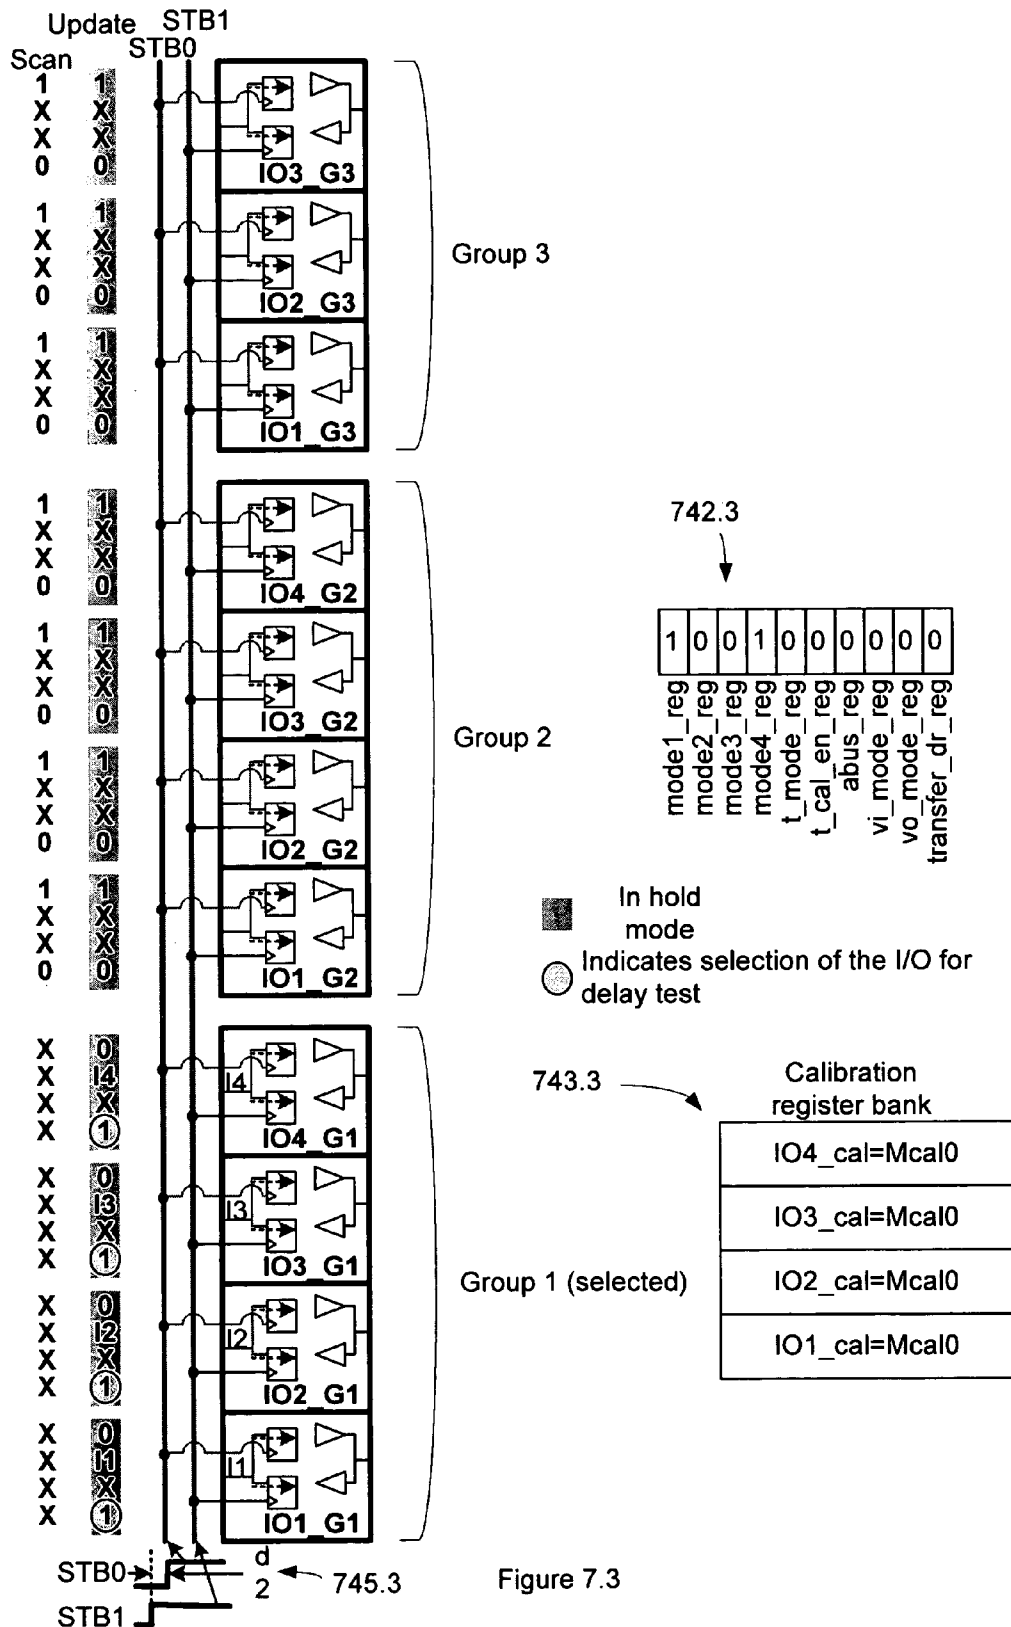 Update STB1
STB0
Scan
1 1
X X
X X
0 0
IO3_G3
1 1
X X
X X
0 0
IO2_G3
Group 3
1 1
X X
X X
0 0
IO1_G3
1 1
X X
X X
0 0
IO4_G2
1 1
X X
X X
0 0
IO3_G2
Group 2
1 1
X X
X X
0 0
IO2_G2
1 1
X X
X X
0 0
IO1_G2
742.3
1 0 0 1 0 0 0 0 0 0
mode1_reg
mode2_reg
mode3_reg
mode4_reg
t_mode_reg
t_cal_en_reg
abus_reg
vi_mode_reg
vo_mode_reg
transfer_dr_reg
In hold
mode
Indicates selection of the I/O for
delay test
X 0
X I4
X X
X 1
I4
IO4_G1
X 0
X I3
X X
X 1
I3
IO3_G1
Group 1 (selected)
X 0
X I2
X X
X 1
I2
IO2_G1
X 0
X I1
X X
X 1
I1
IO1_G1
743.3
Calibration
register bank
IO4_cal=Mcal0
IO3_cal=Mcal0
IO2_cal=Mcal0
IO1_cal=Mcal0
STB0
d
2
745.3
STB1
Figure 7.3